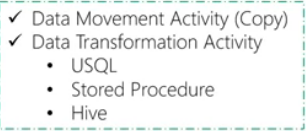 ✓ Data Movement Activity (Copy)
✓ Data Transformation Activity
• USQL
• Stored Procedure
• Hive